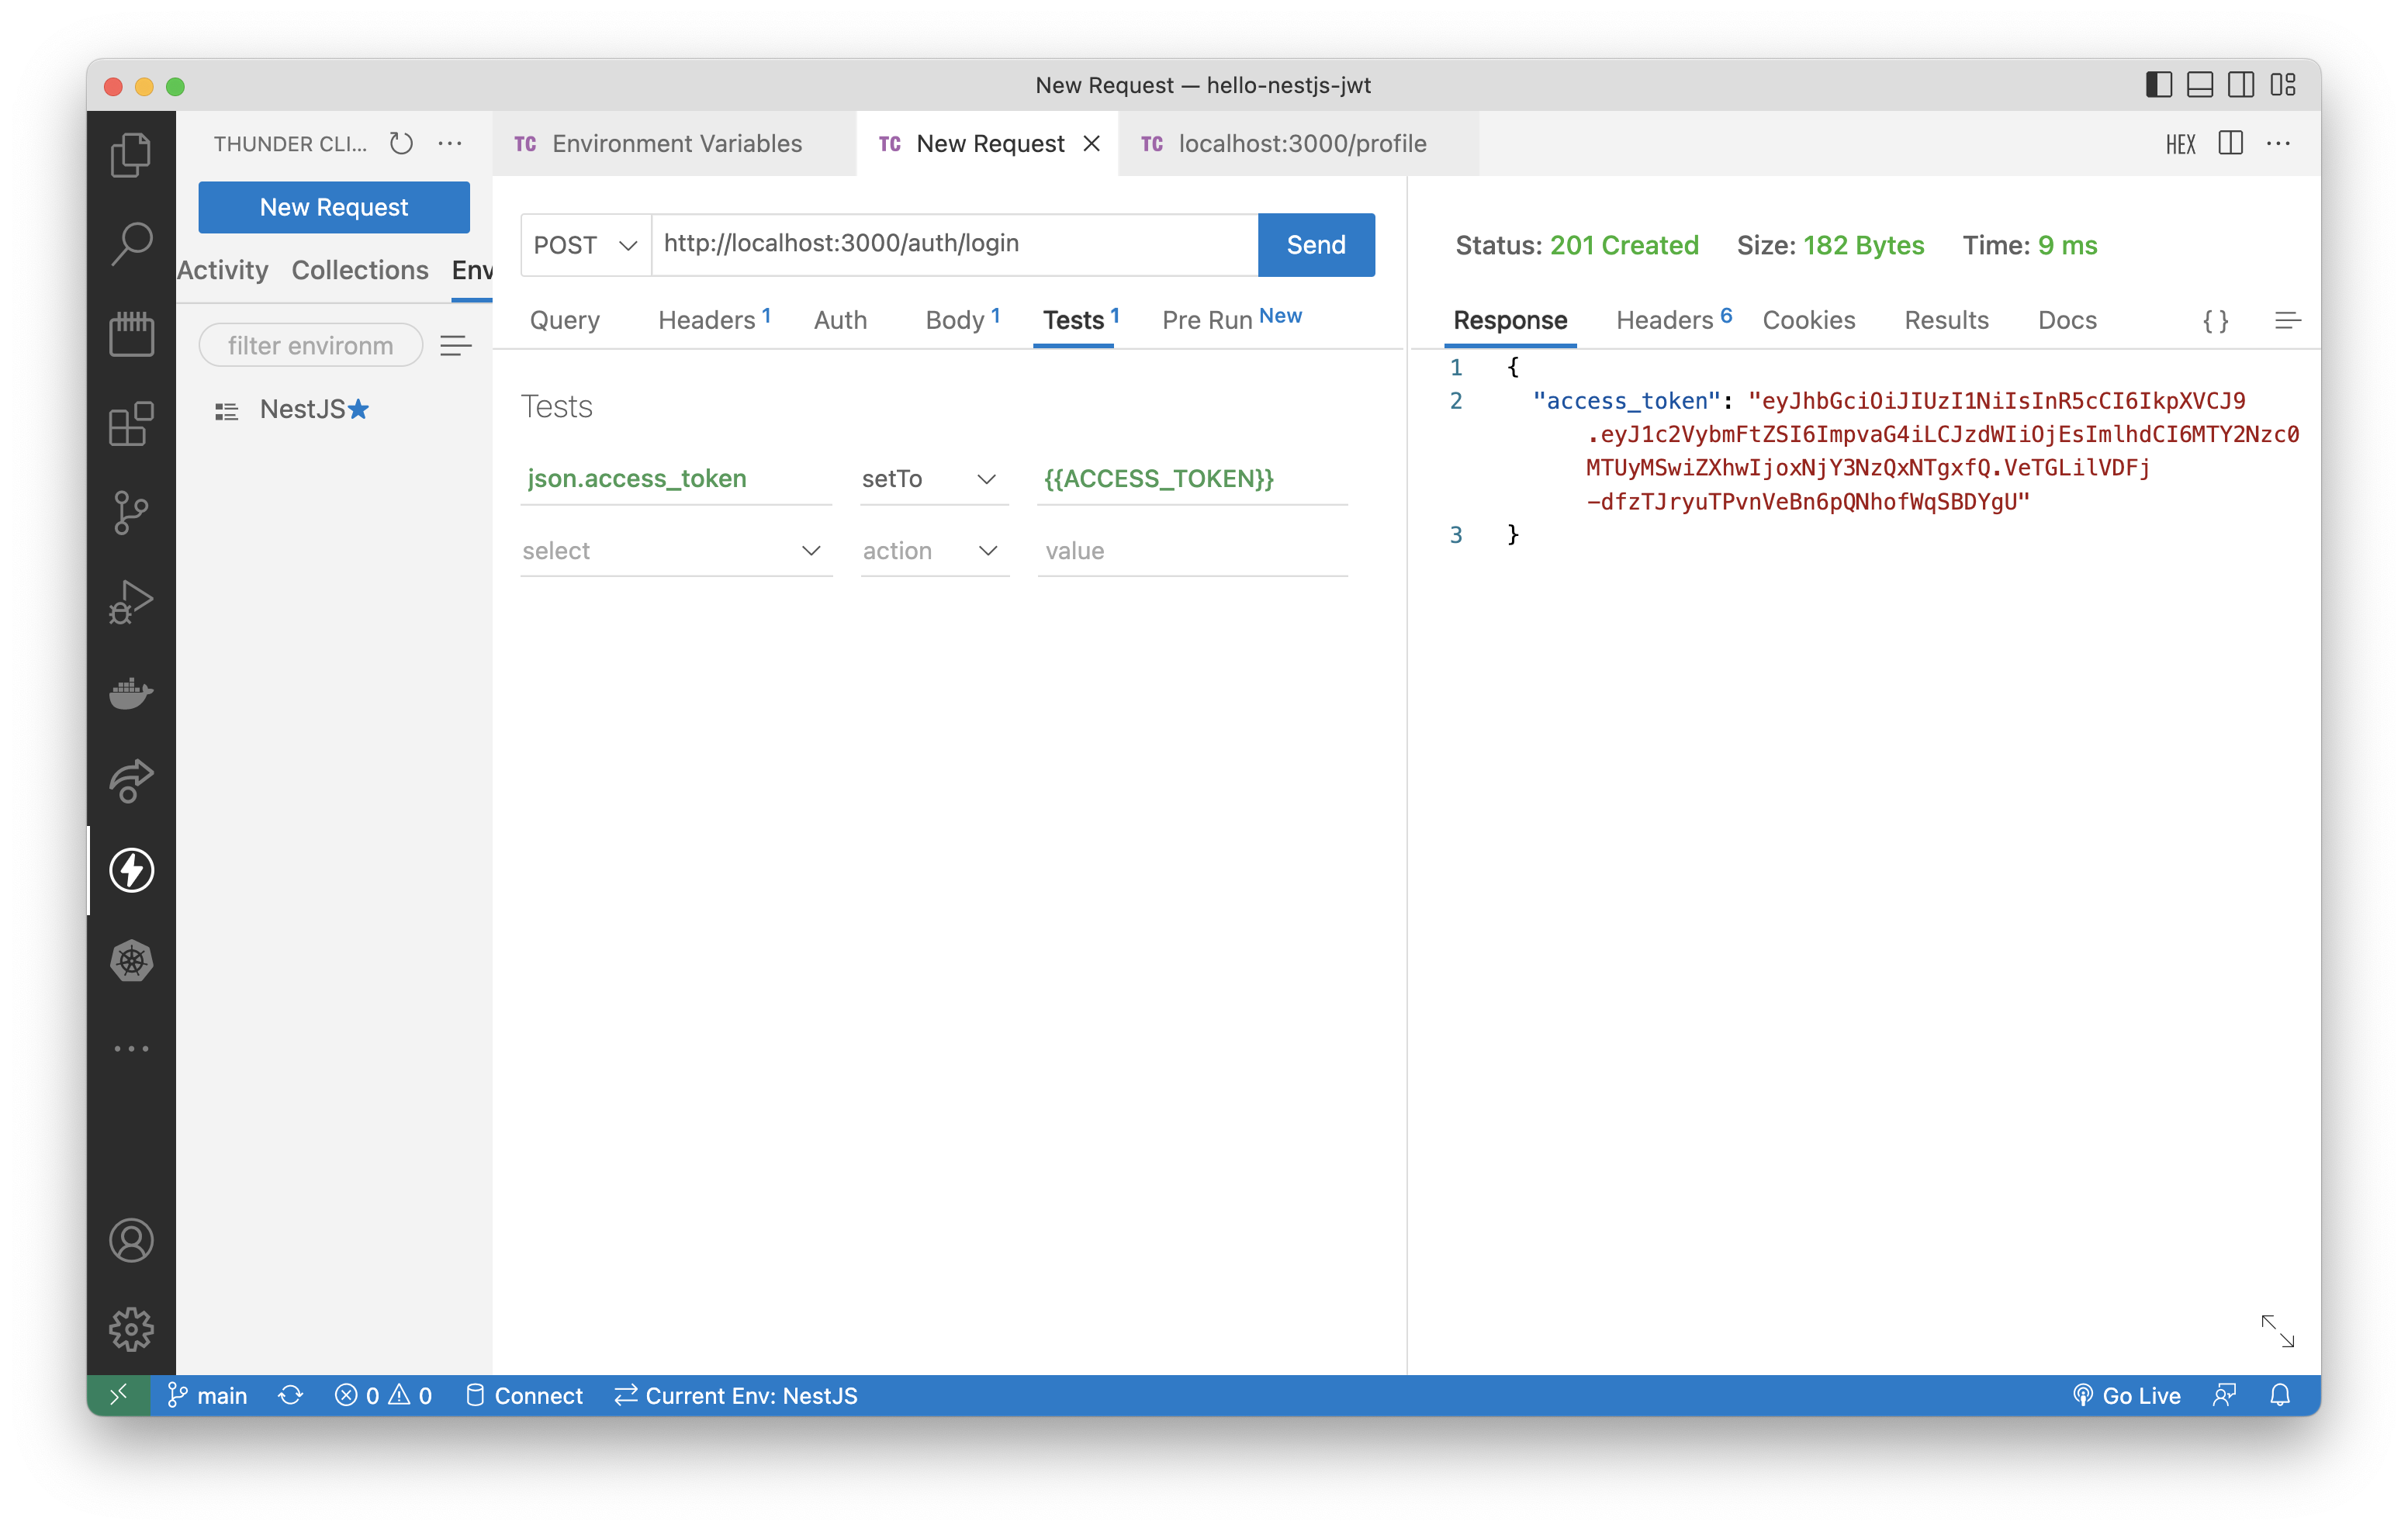 New Request — hello-nestjs-jwt
THUNDER CLI... ...
TC Environment Variables
TC New Request
TC localhost:3000/profile
HEX ...
New Request
Activity Collections Env
filter environm
NestJS
POST http://localhost:3000/auth/login Send
Query Headers 1 Auth Body 1 Tests 1 Pre Run New
Tests
json.access_token setTo {{ACCESS_TOKEN}}
select action value
Status: 201 Created Size: 182 Bytes Time: 9 ms
Response Headers 6 Cookies Results Docs { }
1 {
2 "access_token": "eyJhbGciOiJIUzI1NiIsInR5cCI6IkpXVCJ9
.eyJ1c2VybmFtZSI6ImpvaG4iLCJzdWIiOjEsImlhdCI6MTY2Nzc0
MTUyMSwiZXhwIjoxNjY3NzQxNTgxfQ.VeTGLilVDFj
-dfzTJryuTPvnVeBn6pQNhofWqSBDYgU"
3 }
main 0 0 Connect Current Env: NestJS Go Live